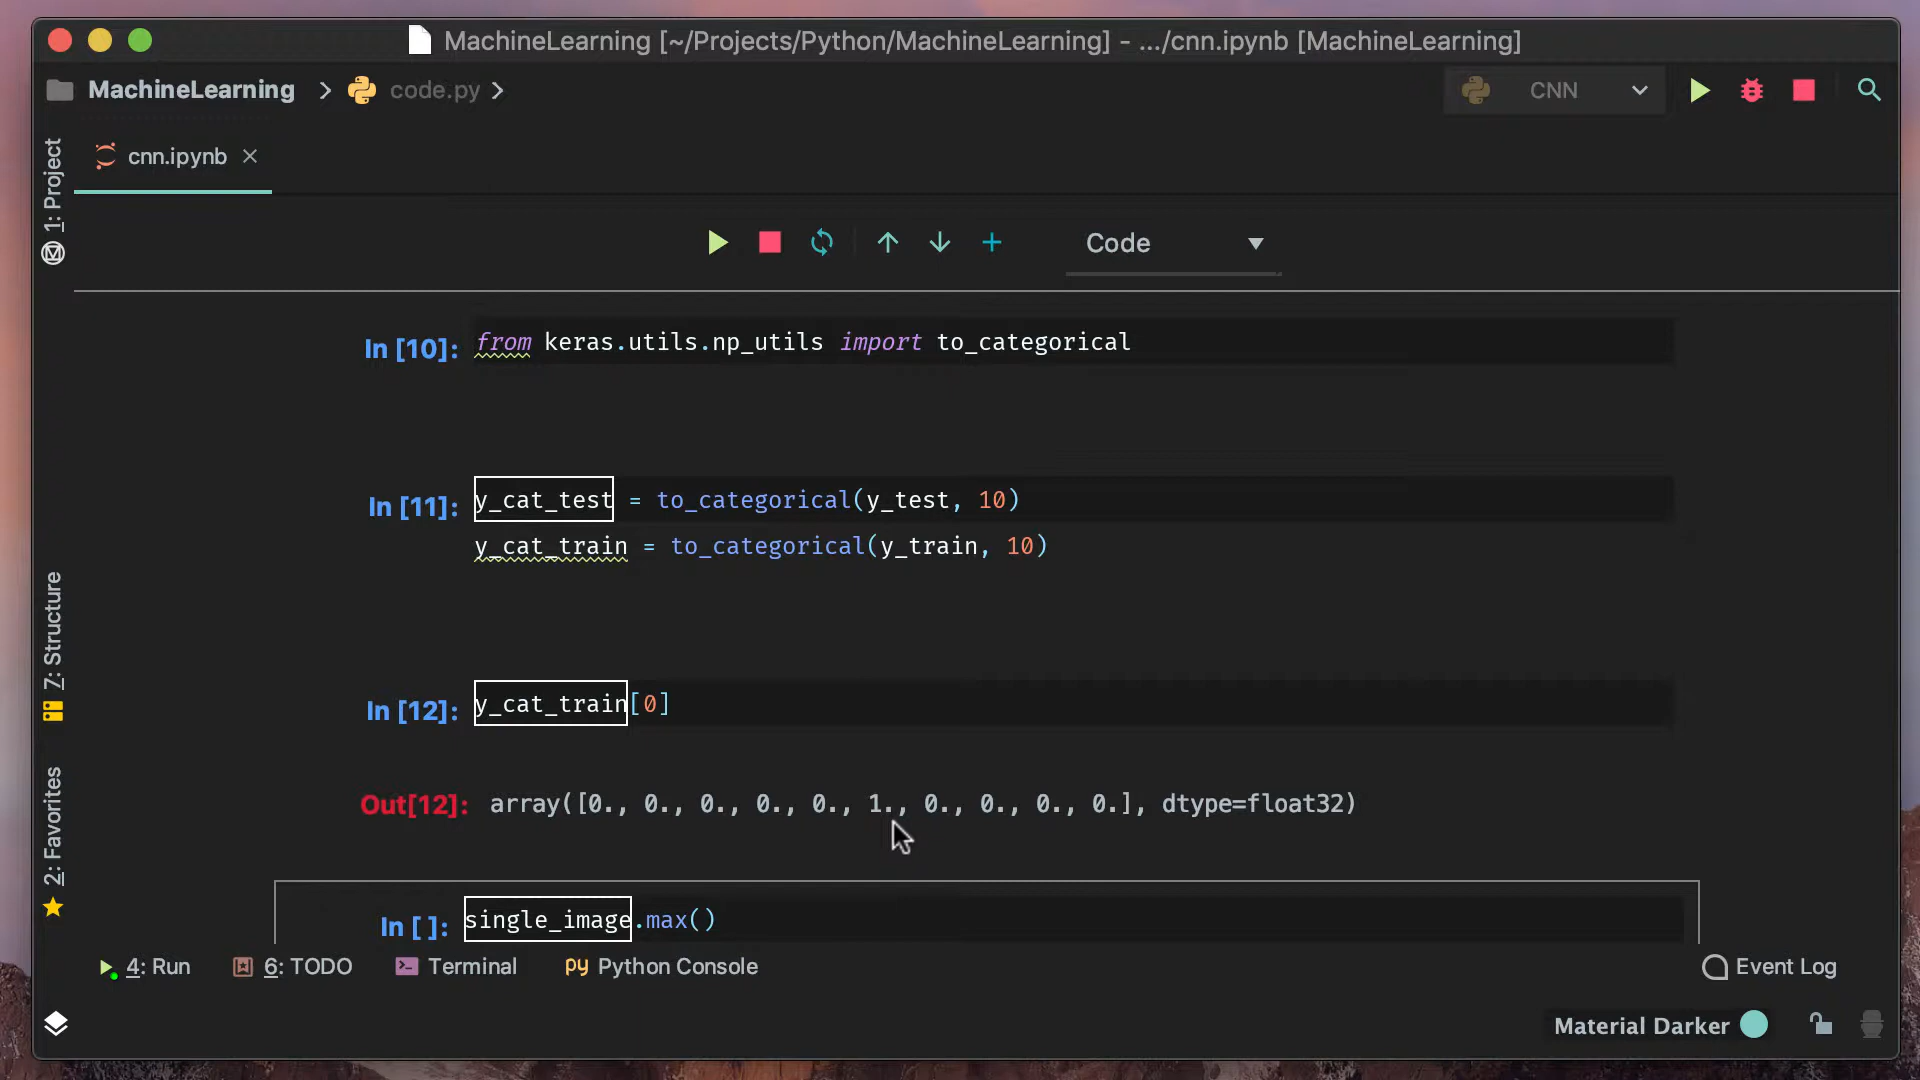 MachineLearning [~/Projects/Python/MachineLearning] - .../cnn.ipynb [MachineLearning]
MachineLearning
code.py
CNN
1: Project
cnn.ipynb
Code
In [10]: from keras.utils.np_utils import to_categorical
In [11]: y_cat_test = to_categorical(y_test, 10)
y_cat_train = to_categorical(y_train, 10)
7: Structure
In [12]: y_cat_train[0]
Out[12]: array([0., 0., 0., 0., 0., 1., 0., 0., 0., 0.], dtype=float32)
2: Favorites
In [ ]: single_image.max()
4: Run
6: TODO
Terminal
Python Console
Event Log
Material Darker